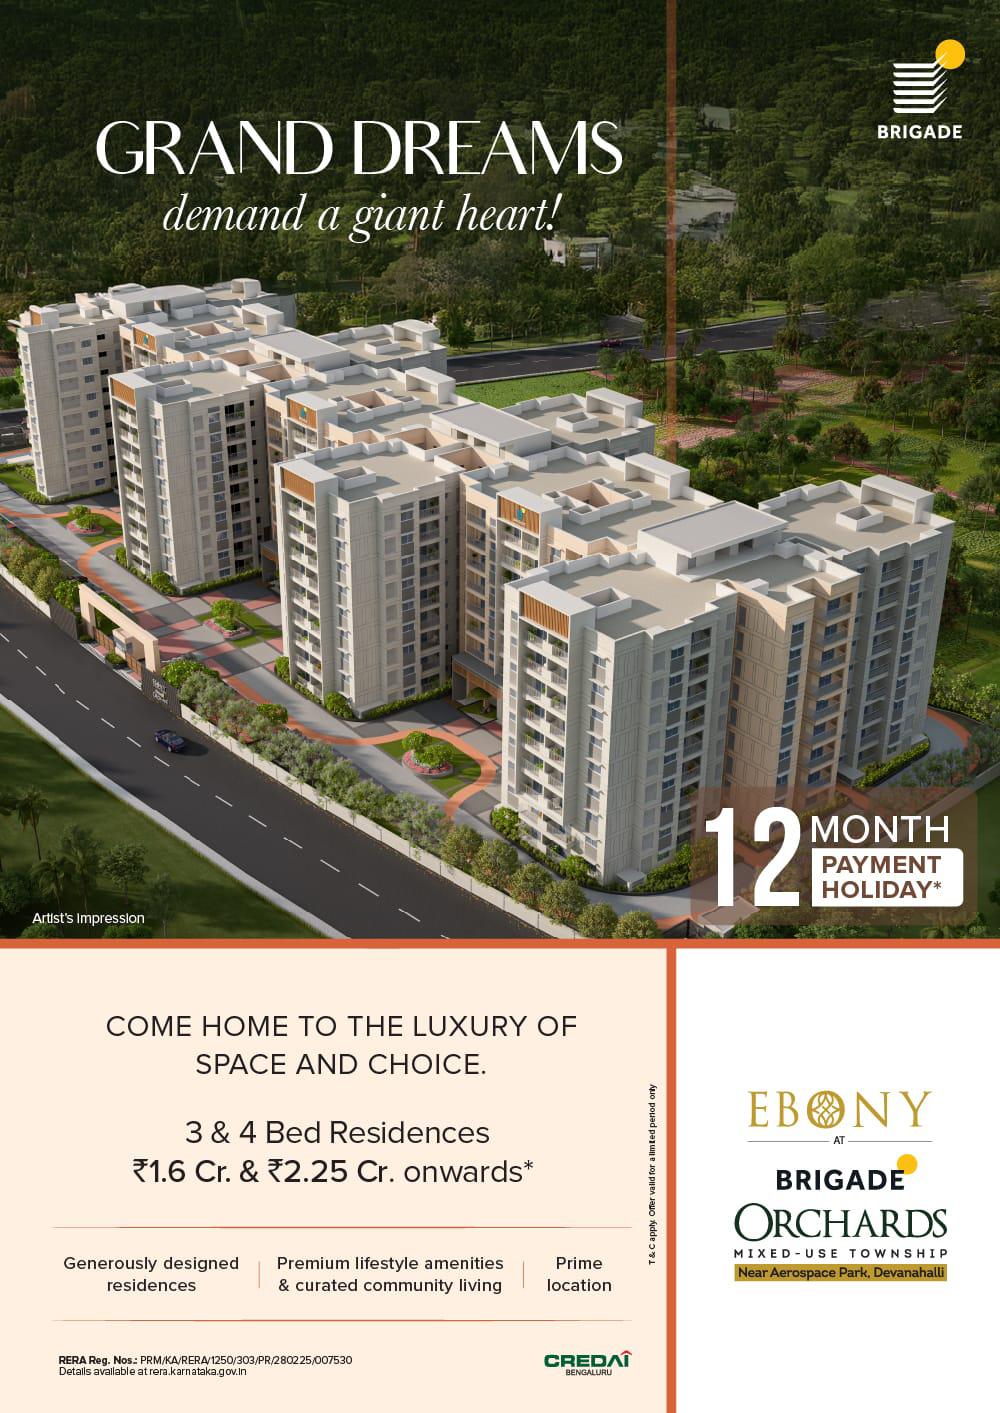 BRIGADE
GRAND DREAMS
demand a giant heart!
12
MONTH
PAYMENT
HOLIDAY*
Artist's Impression
COME HOME TO THE LUXURY OF
SPACE AND CHOICE.
3 & 4 Bed Residences
₹1.6 Cr. & ₹2.25 Cr. onwards*
Generously designed
residences
Premium lifestyle amenities
& curated community living
Prime
location
RERA Reg. Nos.: PRM/KA/RERA/1250/303/PR/280225/007530
Details available at rera.karnataka.gov.in
CREDAI
BENGALURU
T & C apply. Offer valid for a limited period only
EBONY
AT
BRIGADE
ORCHARDS
MIXED-USE TOWNSHIP
Near Aerospace Park, Devanahalli